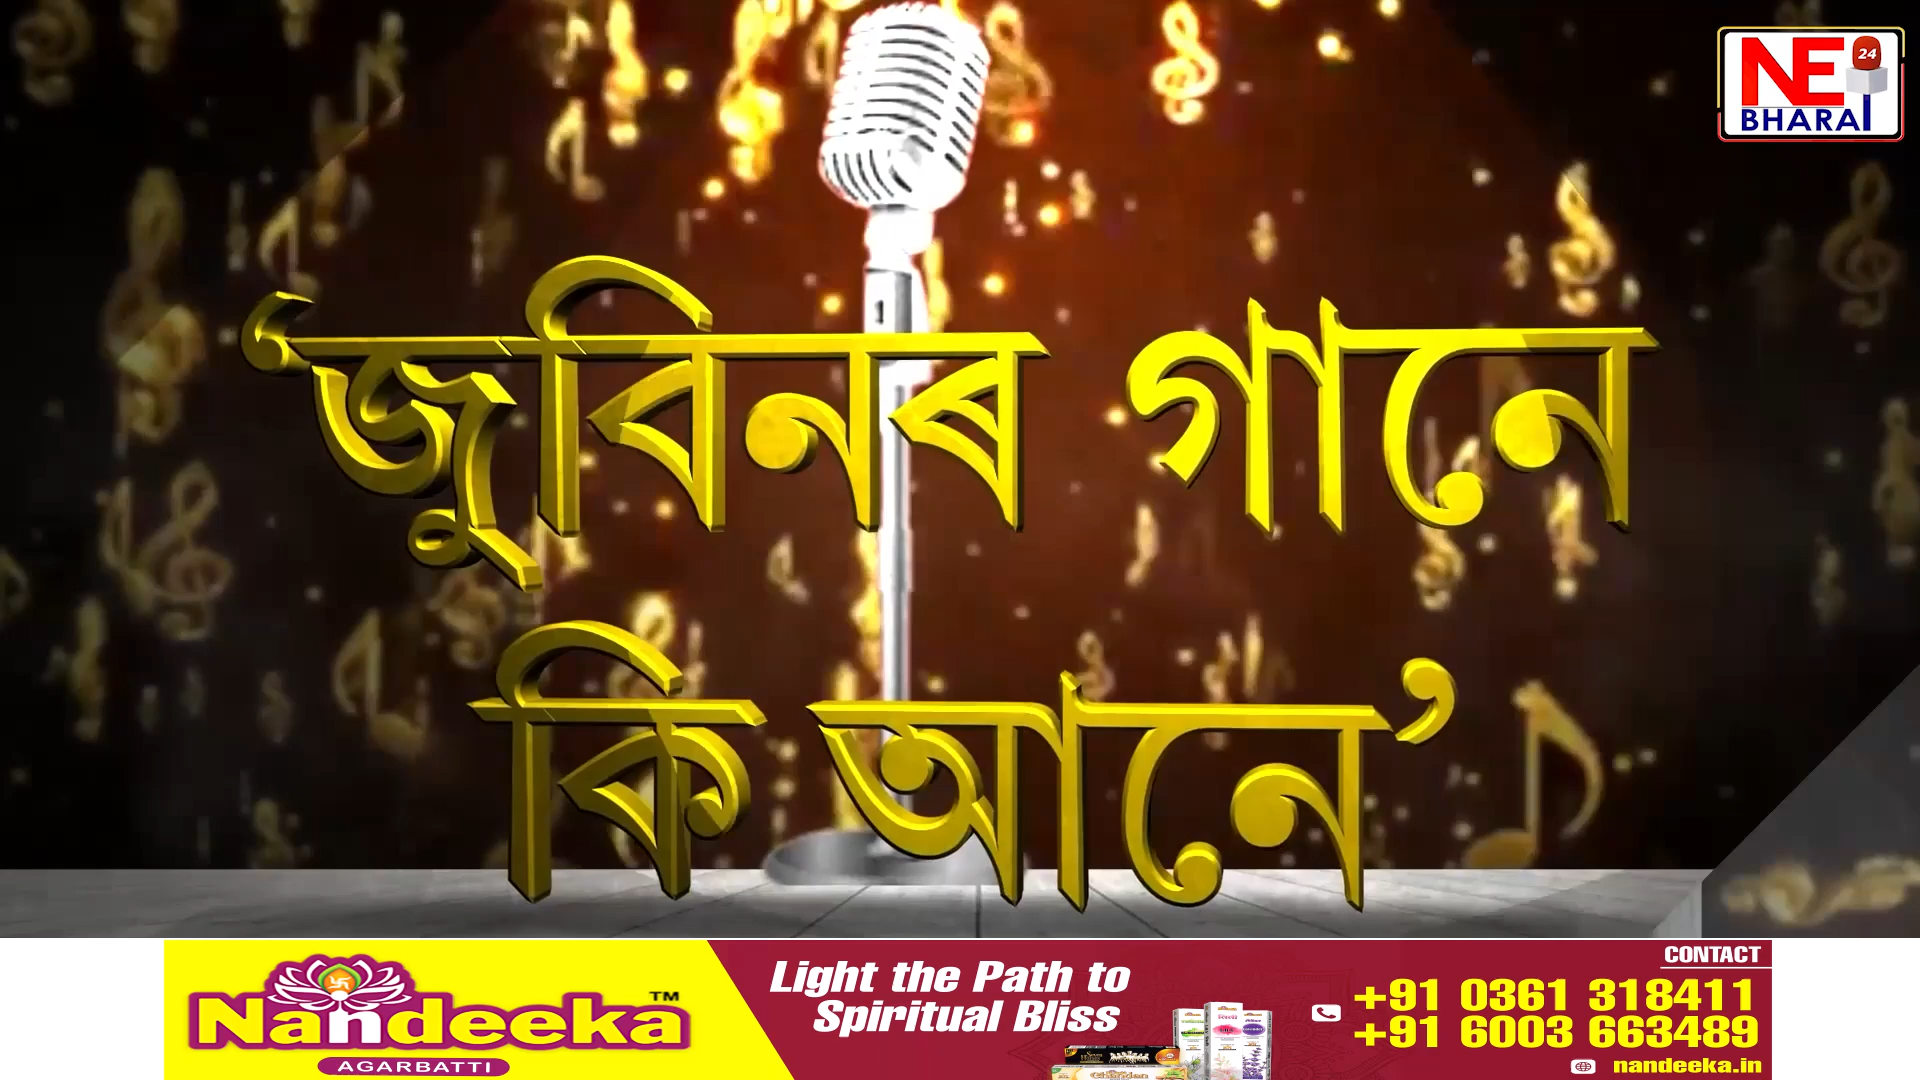 NE 24
BHARAT
‘জুবিনৰ গানে
কি আনে’
Nandeeka™
AGARBATTI
Light the Path to
Spiritual Bliss
CONTACT
+91 0361 318411
+91 6003 663489
nandeeka.in